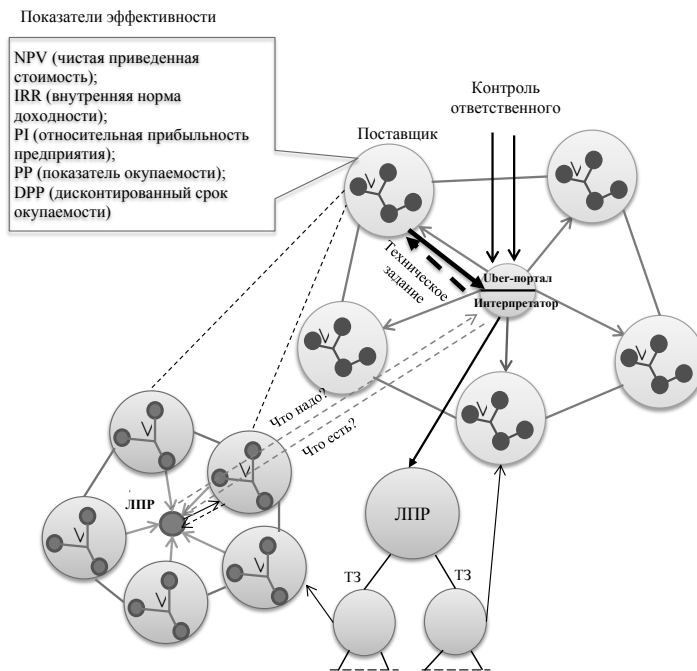 Показатели эффективности
NPV (чистая приведенная
стоимость);
IRR (внутренняя норма
доходности);
PI (относительная прибыльность
предприятия);
PP (показатель окупаемости);
DPP (дисконтированный срок
окупаемости)
Контроль
ответственного
Поставщик
V
V
Техническое
задание
Uber-портал
Интерпретатор
V
V
V
Что надо?
Что есть?
V
V
ЛПР
V
V
V
ЛПР
ТЗ
ТЗ